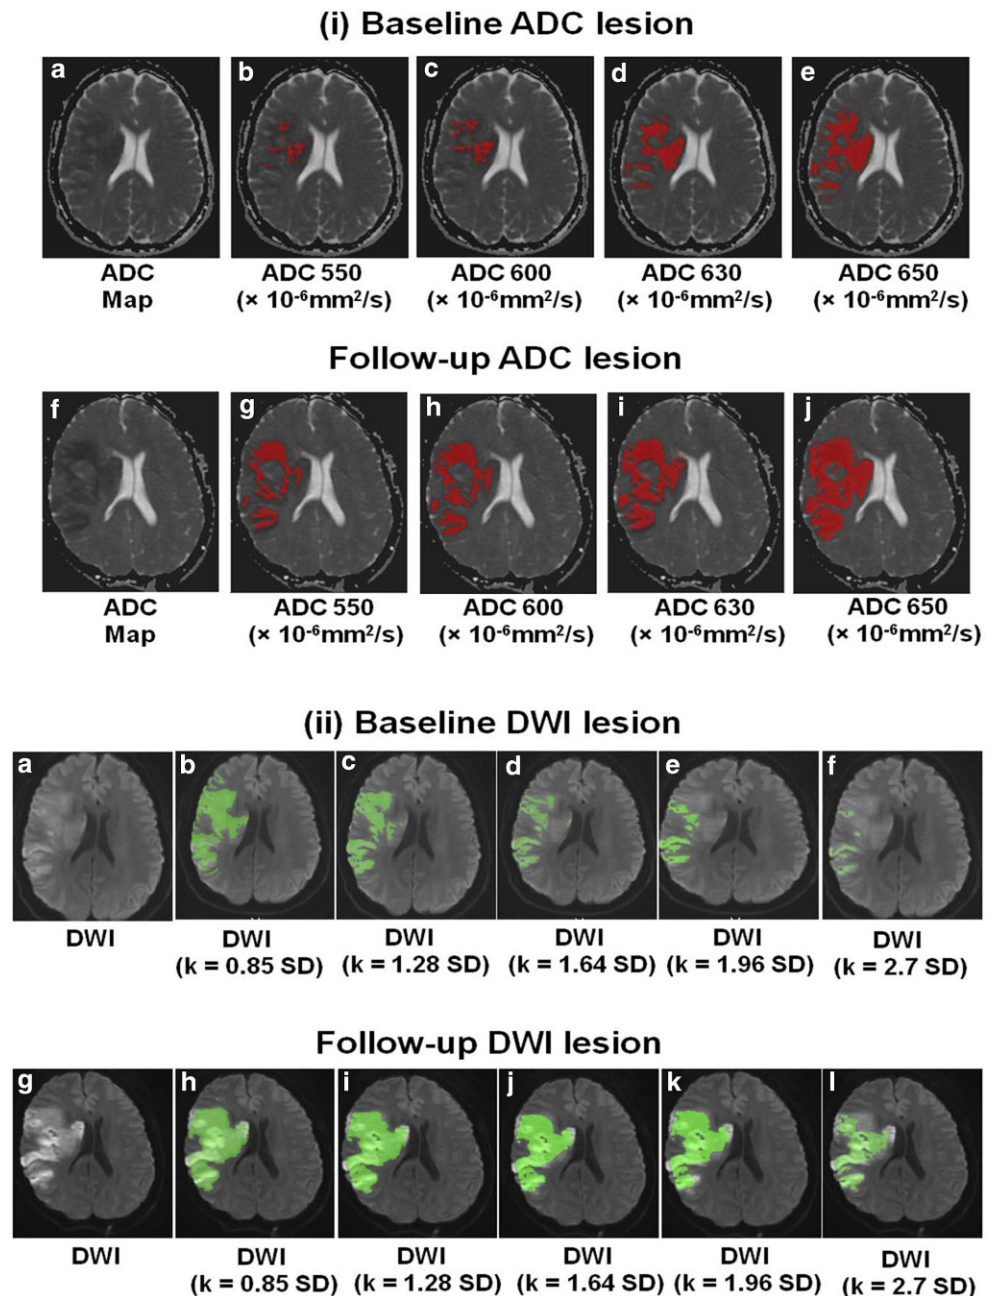 (i) Baseline ADC lesion
a b c d e
ADC ADC 550 ADC 600 ADC 630 ADC 650
Map (× 10⁻⁶mm²/s) (× 10⁻⁶mm²/s) (× 10⁻⁶mm²/s) (× 10⁻⁶mm²/s)
Follow-up ADC lesion
f g h i j
ADC ADC 550 ADC 600 ADC 630 ADC 650
Map (× 10⁻⁶mm²/s) (× 10⁻⁶mm²/s) (× 10⁻⁶mm²/s) (× 10⁻⁶mm²/s)
(ii) Baseline DWI lesion
a b c d e f
DWI DWI DWI DWI DWI DWI
(k = 0.85 SD) (k = 1.28 SD) (k = 1.64 SD) (k = 1.96 SD) (k = 2.7 SD)
Follow-up DWI lesion
g h i j k l
DWI DWI DWI DWI DWI DWI
(k = 0.85 SD) (k = 1.28 SD) (k = 1.64 SD) (k = 1.96 SD) (k = 2.7 SD)